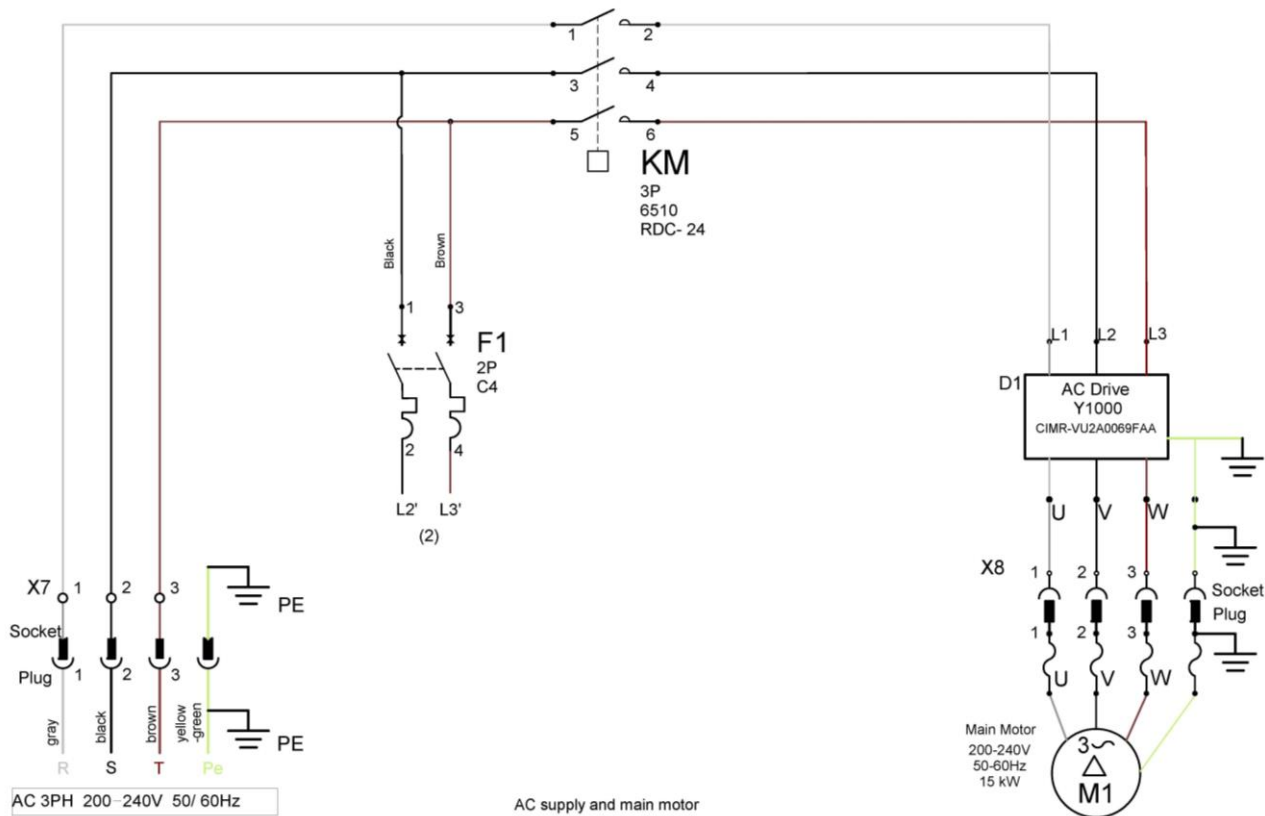 1
2
3
4
5
6
KM
3P
6510
RDC- 24
Black
Brown
1
3
F1
2P
C4
2
4
L2'
L3'
(2)
L1
L2
L3
D1
AC Drive
Y1000
CIMR-VU2A0069FAA
U
V
W
X8
1
2
3
Socket
Plug
1
2
3
U
V
W
Main Motor
200-240V
50-60Hz
15 kW
3~
△
M1
X7
1
2
3
PE
Socket
Plug
1
2
3
gray
black
brown
yellow
-green
PE
R
S
T
Pe
AC 3PH 200-240V 50/ 60Hz
AC supply and main motor